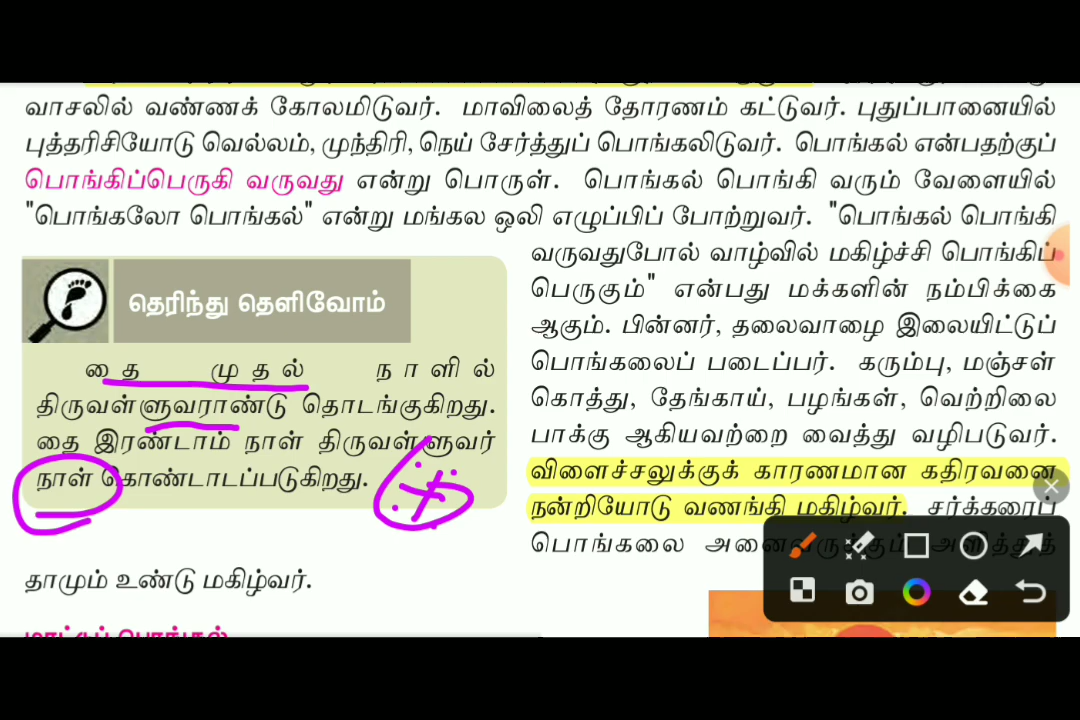 வாசலில் வண்ணக் கோலமிடுவர். மாவிலைத் தோரணம் கட்டுவர். புதுப்பானையில்
புத்தரிசியோடு வெல்லம், முந்திரி, நெய் சேர்த்துப் பொங்கலிடுவர். பொங்கல் என்பதற்குப்
பொங்கிப்பெருகி வருவது என்று பொருள். பொங்கல் பொங்கி வரும் வேளையில்
"பொங்கலோ பொங்கல்" என்று மங்கல ஒலி எழுப்பிப் போற்றுவர். "பொங்கல் பொங்கி
வருவதுபோல் வாழ்வில் மகிழ்ச்சி பொங்கிப்
பெருகும்" என்பது மக்களின் நம்பிக்கை
ஆகும். பின்னர், தலைவாழை இலையிட்டுப்
பொங்கலைப் படைப்பர். கரும்பு, மஞ்சள்
கொத்து, தேங்காய், பழங்கள், வெற்றிலை
பாக்கு ஆகியவற்றை வைத்து வழிபடுவர்.
விளைச்சலுக்குக் காரணமான கதிரவனை
நன்றியோடு வணங்கி மகிழ்வர். சர்க்கரைப்
பொங்கலை அனைவருக்கும் அளித்துத்
தாமும் உண்டு மகிழ்வர்.
தெரிந்து தெளிவோம்
தை முதல் நாளில்
திருவள்ளுவராண்டு தொடங்குகிறது.
தை இரண்டாம் நாள் திருவள்ளுவர்
நாள் கொண்டாடப்படுகிறது.
மாட்டுப் பொங்கல்